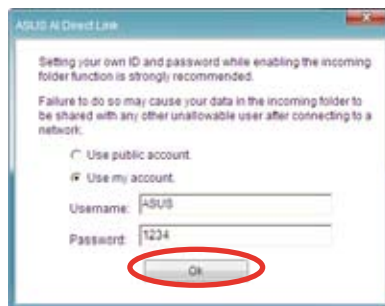 ASUS AI Direct Link
Setting your own ID and password while enabling the incoming
folder function is strongly recommended.
Failure to do so may cause your data in the incoming folder to
be shared with any other unallowable user after connecting to a
network.
Use public account.
Use my account.
Username: ASUS
Password: 1234
Ok